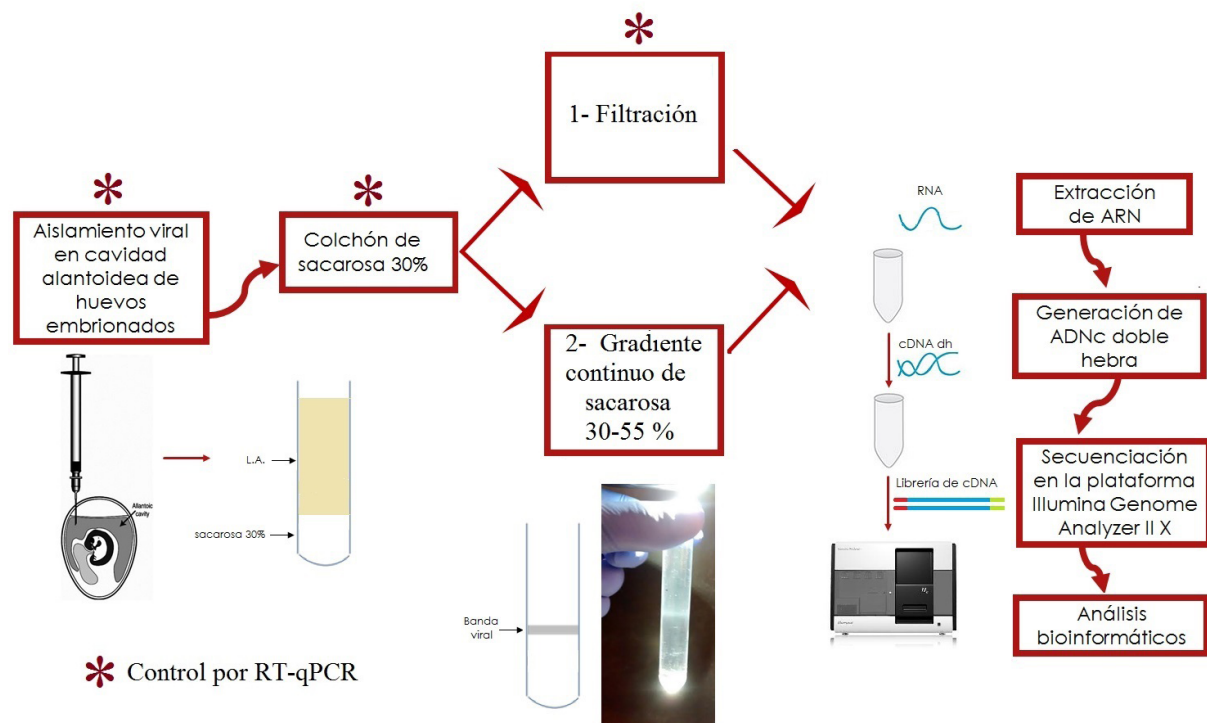 1- Filtración
Aislamiento viral
en cavidad
alantoidea de
huevos
embrionados
Colchón de
sacarosa 30%
2- Gradiente
continuo de
sacarosa
30-55 %
RNA
cDNA dh
Librería de cDNA
Extracción
de ARN
Generación de
ADNc doble
hebra
Secuenciación
en la plataforma
Illumina Genome
Analyzer II X
Análisis
bioinformáticos
Allantoic
cavity
L.A.
sacarosa 30%
Banda
viral
* Control por RT-qPCR